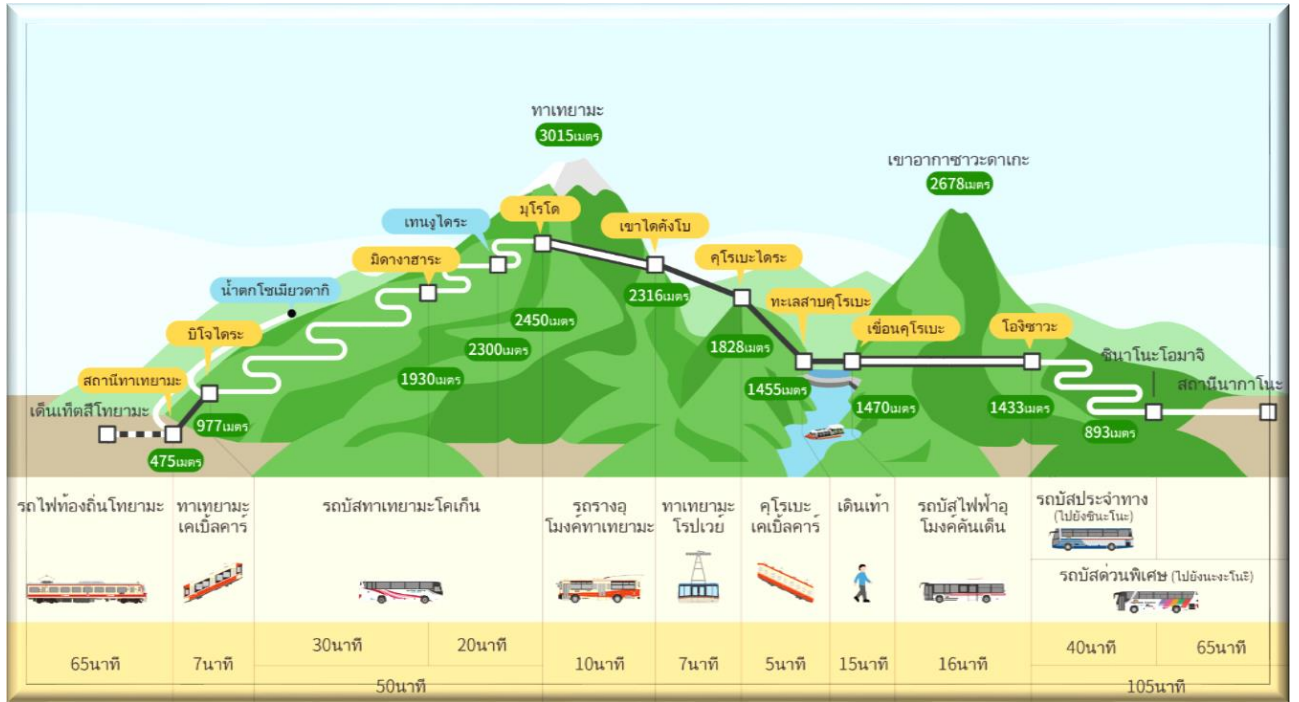 ทาเทยามะ
3015เมตร
เขาอากาซาวะดาเกะ
2678เมตร
มุโรโด
เทนงูไดระ
เขาไดคังโบ
มิดางาฮาระ
คุโรเบะไดระ
น้ำตกโชเมียวดากิ
2316เมตร
ทะเลสาบคุโรเบะ
2450เมตร
บิโจไดระ
เขื่อนคุโรเบะ
โองิซาวะ
2300เมตร
1828เมตร
ชินาโนะโอมาจิ
สถานีทาเทยามะ
1930เมตร
1455เมตร
สถานีนากาโนะ
เด็นเท็ตสึโทยามะ
977เมตร
1470เมตร
1433เมตร
893เมตร
475เมตร
รถไฟท้องถิ่นโทยามะ
ทาเทยามะ
เคเบิ้ลคาร์
รถบัสทาเทยามะโคเก็น
รถรางอุ
โมงค์ทาเทยามะ
ทาเทยามะ
โรปเวย์
คุโรเบะ
เคเบิ้ลคาร์
เดินเท้า
รถบัสไฟฟ้าอุ
โมงค์คันเด็น
รถบัสประจำทาง
(ไปยังชินะโนะ)
รถบัสด่วนพิเศษ (ไปยังนะงะโนะ)
30นาที
20นาที
40นาที
65นาที
65นาที
7นาที
10นาที
7นาที
5นาที
15นาที
16นาที
50นาที
105นาที